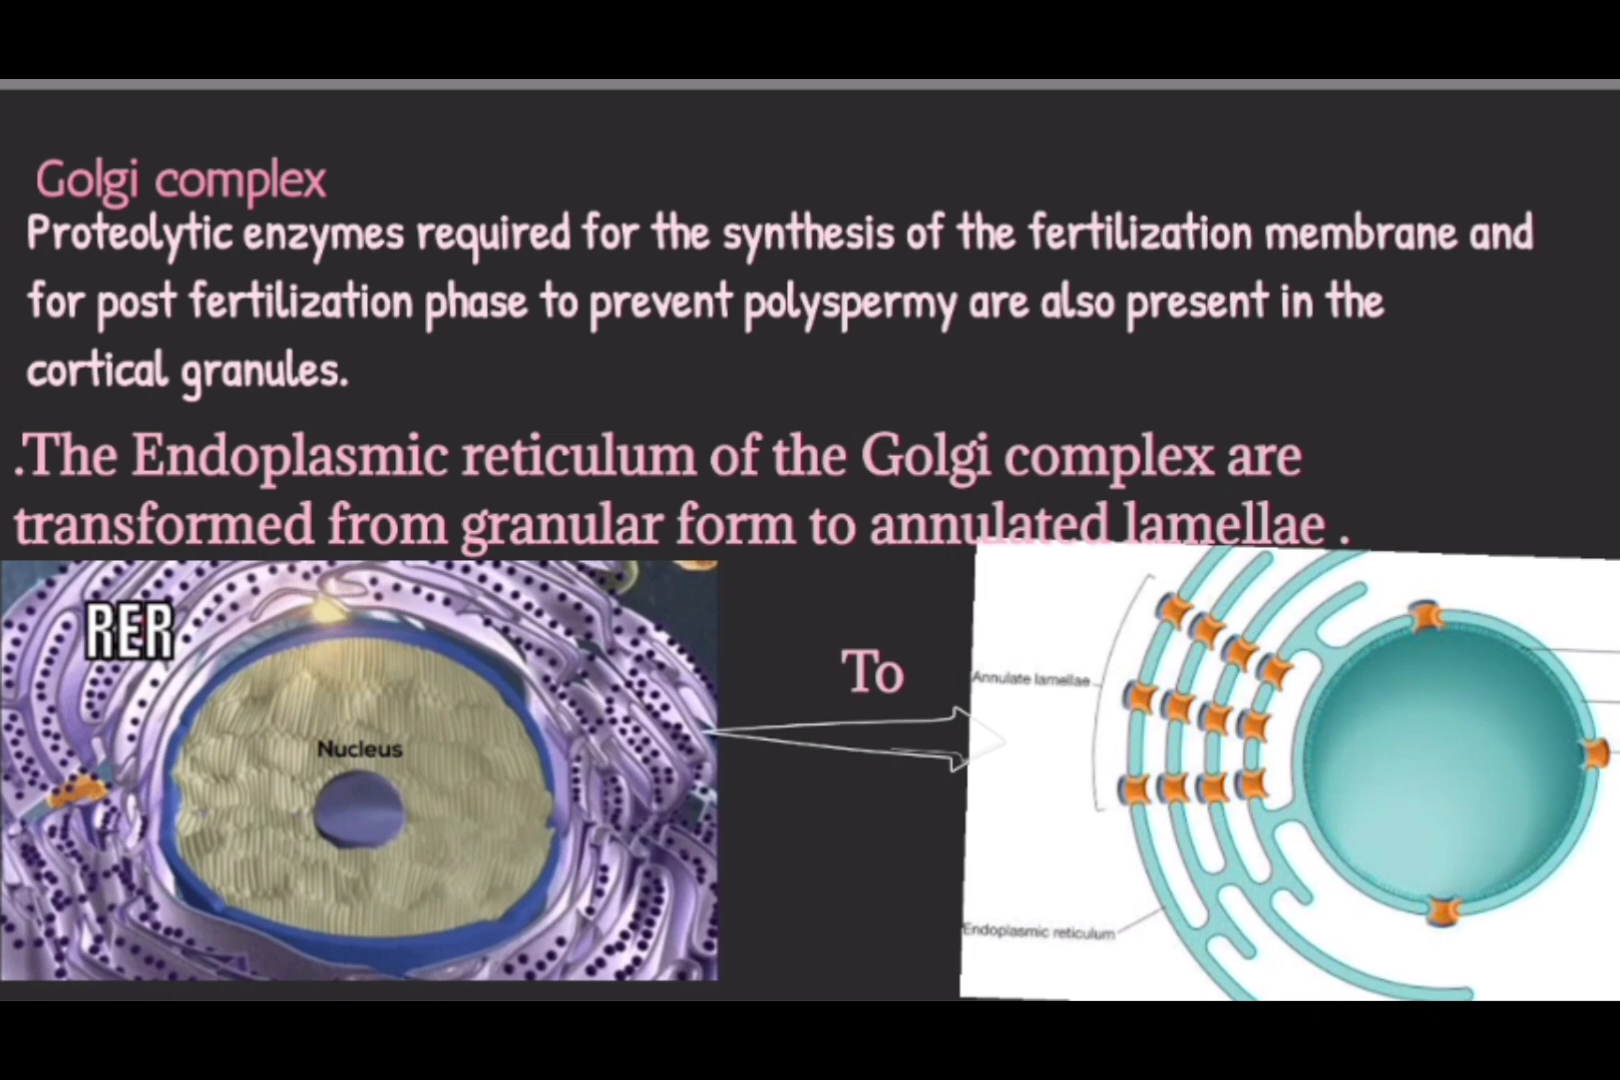 Golgi complex
Proteolytic enzymes required for the synthesis of the fertilization membrane and
for post fertilization phase to prevent polyspermy are also present in the
cortical granules.
.The Endoplasmic reticulum of the Golgi complex are
transformed from granular form to annulated lamellae .
RER
Nucleus
To
Annulate lamellae
Endoplasmic reticulum